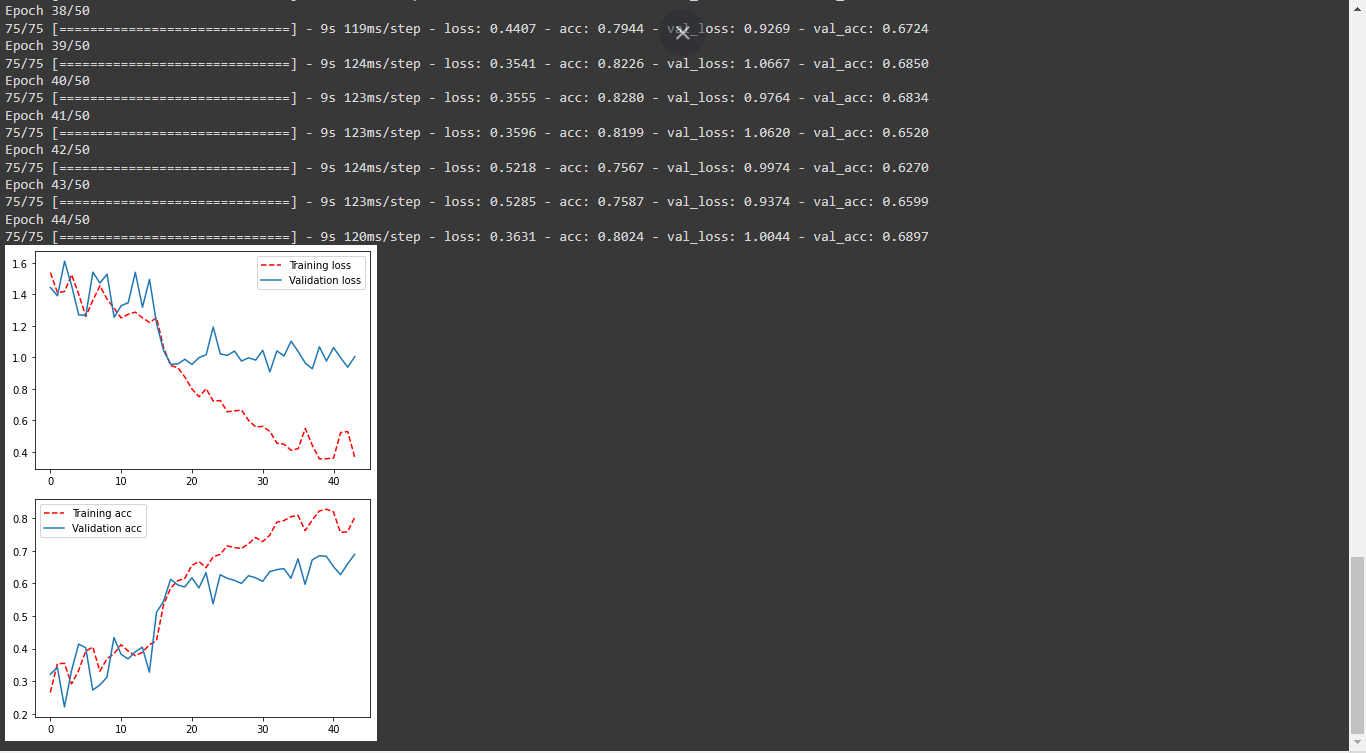 Epoch 38/50
75/75 [==============================] - 9s 119ms/step - loss: 0.4407 - acc: 0.7944 - val_loss: 0.9269 - val_acc: 0.6724
Epoch 39/50
75/75 [==============================] - 9s 124ms/step - loss: 0.3541 - acc: 0.8226 - val_loss: 1.0667 - val_acc: 0.6850
Epoch 40/50
75/75 [==============================] - 9s 123ms/step - loss: 0.3555 - acc: 0.8280 - val_loss: 0.9764 - val_acc: 0.6834
Epoch 41/50
75/75 [==============================] - 9s 123ms/step - loss: 0.3596 - acc: 0.8199 - val_loss: 1.0620 - val_acc: 0.6520
Epoch 42/50
75/75 [==============================] - 9s 124ms/step - loss: 0.5218 - acc: 0.7567 - val_loss: 0.9974 - val_acc: 0.6270
Epoch 43/50
75/75 [==============================] - 9s 123ms/step - loss: 0.5285 - acc: 0.7587 - val_loss: 0.9374 - val_acc: 0.6599
Epoch 44/50
75/75 [==============================] - 9s 120ms/step - loss: 0.3631 - acc: 0.8024 - val_loss: 1.0044 - val_acc: 0.6897
Training loss
Validation loss
1.6
1.4
1.2
1.0
0.8
0.6
0.4
0 10 20 30 40
Training acc
Validation acc
0.8
0.7
0.6
0.5
0.4
0.3
0.2
0 10 20 30 40